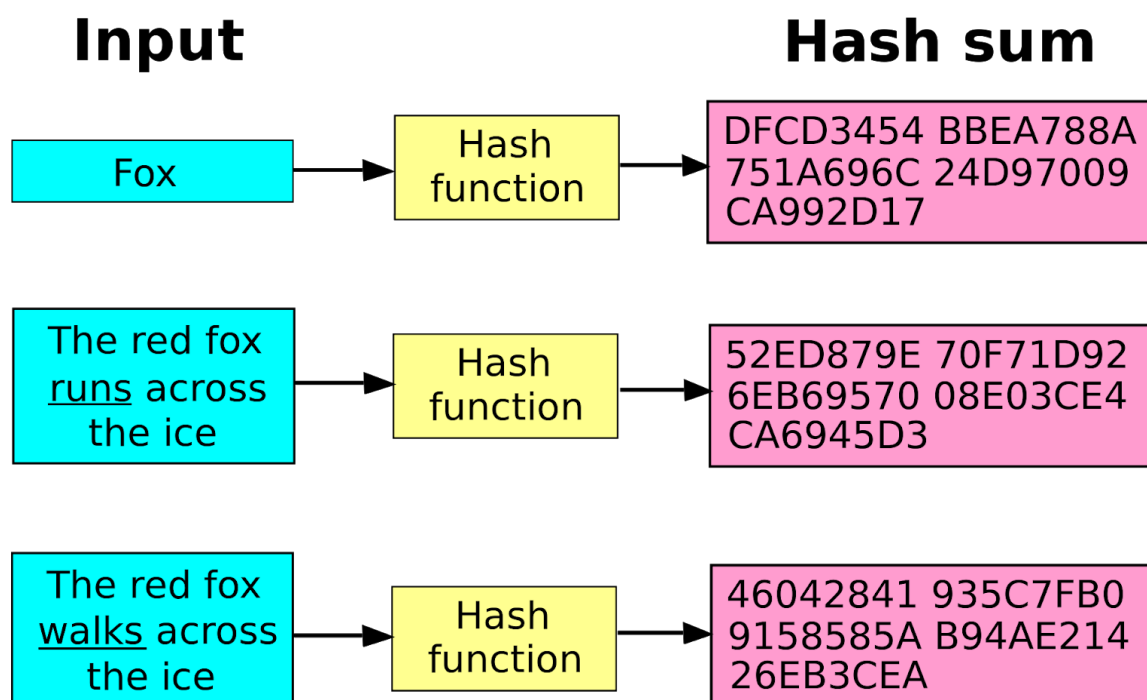 Input
Hash sum
Fox
Hash
function
DFCD3454 BBEA788A
751A696C 24D97009
CA992D17
The red fox
runs across
the ice
Hash
function
52ED879E 70F71D92
6EB69570 08E03CE4
CA6945D3
The red fox
walks across
the ice
Hash
function
46042841 935C7FB0
9158585A B94AE214
26EB3CEA